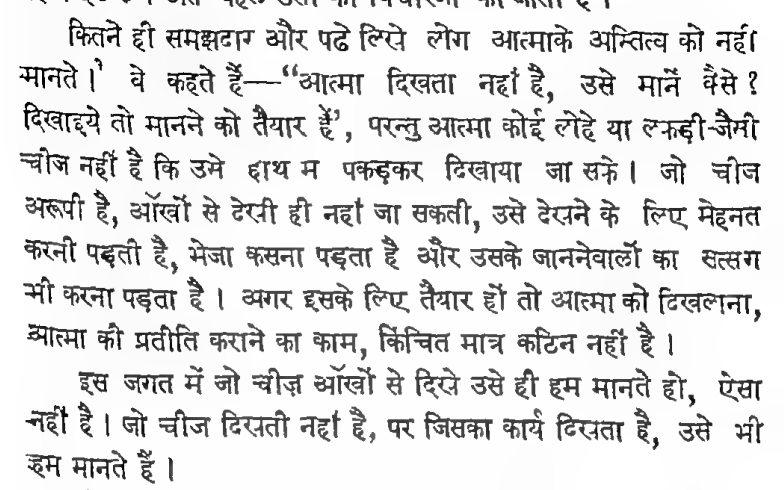 कितने ही समझदार और पढे लिखे लोग आत्माके अस्तित्व को नहीं
मानते।' वे कहते हैं—“आत्मा दिखता नहीं है, उसे मानें कैसे?
दिखाइये तो मानने को तैयार हैं', परन्तु आत्मा कोई लोहे या लकड़ी-जैसी
चीज नहीं है कि उसे हाथ में पकड़कर दिखाया जा सके। जो चीज
अरूपी है, आँखों से देखी ही नहीं जा सकती, उसे देखने के लिए मेहनत
करनी पड़ती है, भेजा कसना पड़ता है और उसके जाननेवालों का सत्सग
भी करना पड़ता है। अगर इसके लिए तैयार हों तो आत्मा को दिखलाना,
आत्मा की प्रतीति कराने का काम, किंचित मात्र कठिन नहीं है।
इस जगत में जो चीज़ आँखों से दिखे उसे ही हम मानते हो, ऐसा
नहीं है। जो चीज दिखती नहीं है, पर जिसका कार्य दिखता है, उसे भी
हम मानते हैं।